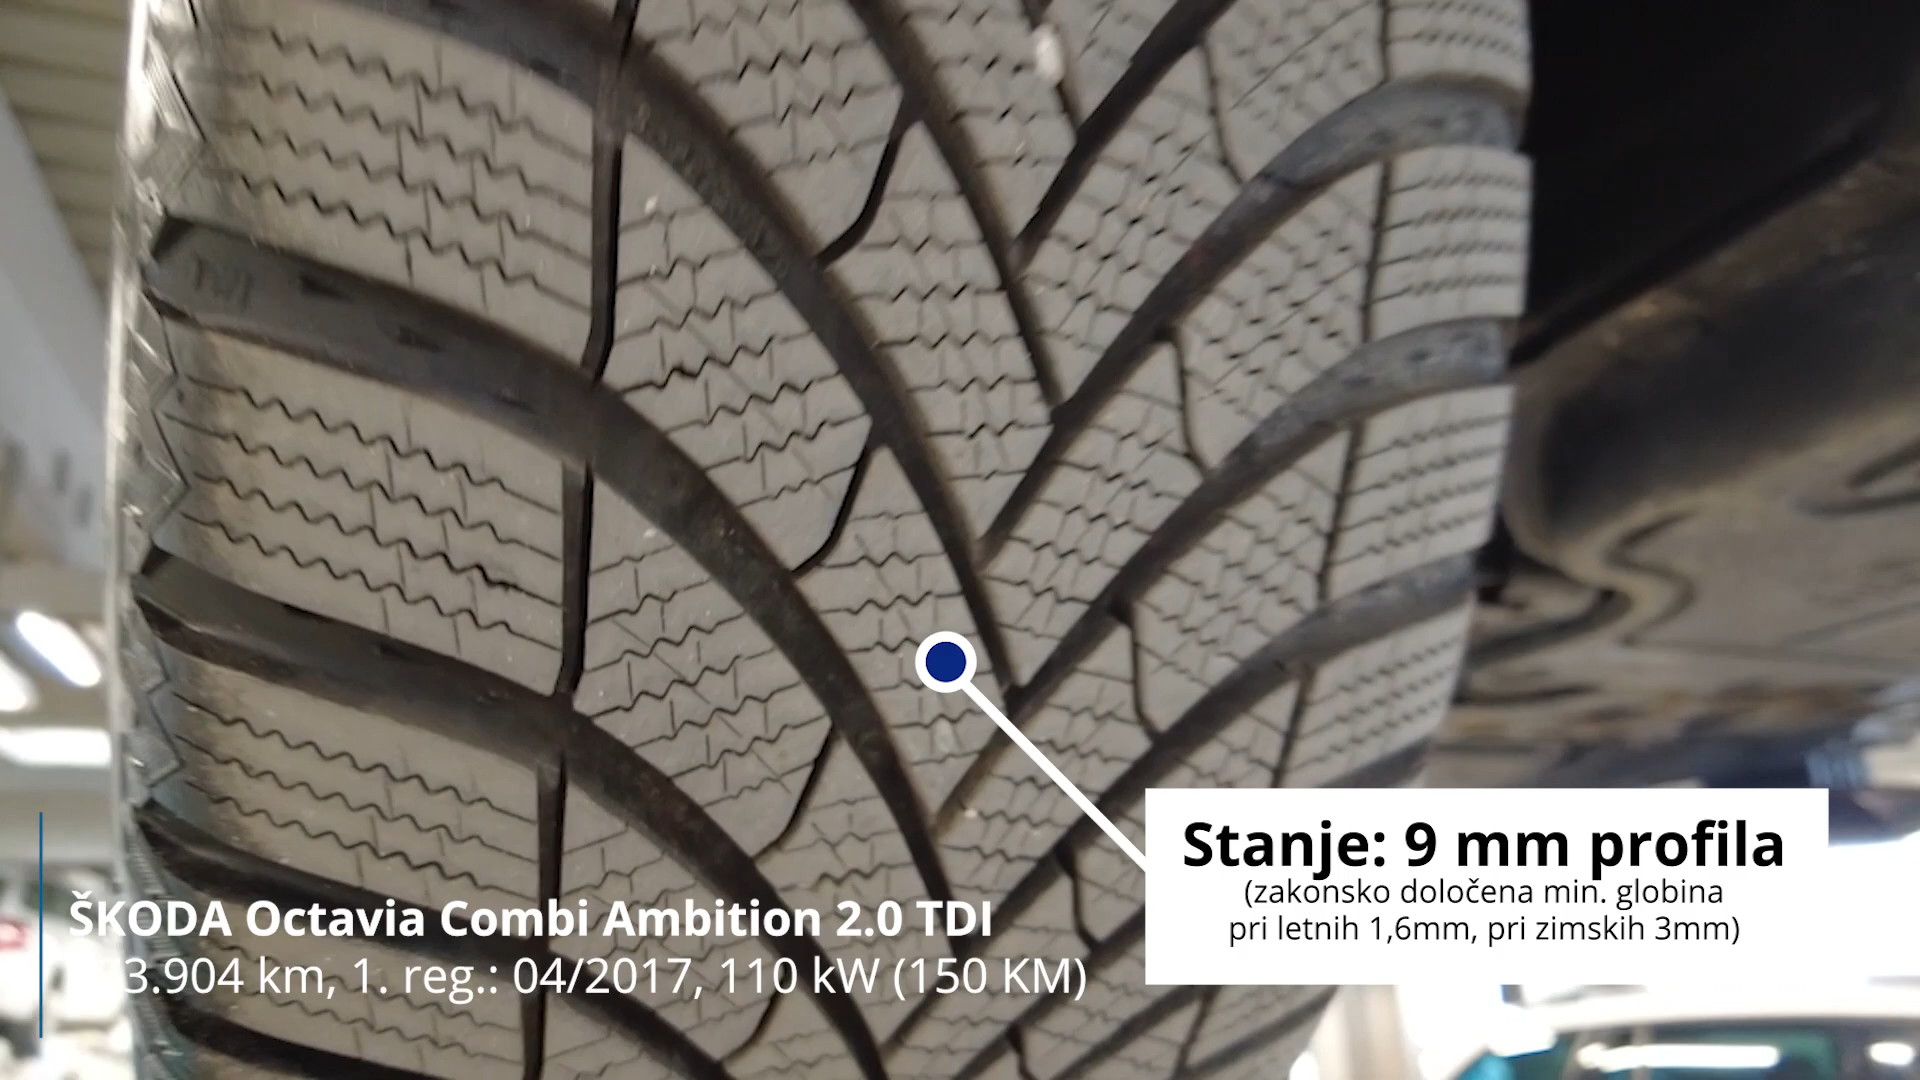 TWI
Stanje: 9 mm profila
(zakonsko določena min. globina
pri letnih 1,6mm, pri zimskih 3mm)
ŠKODA Octavia Combi Ambition 2.0 TDI
3.904 km, 1. reg.: 04/2017, 110 kW (150 KM)